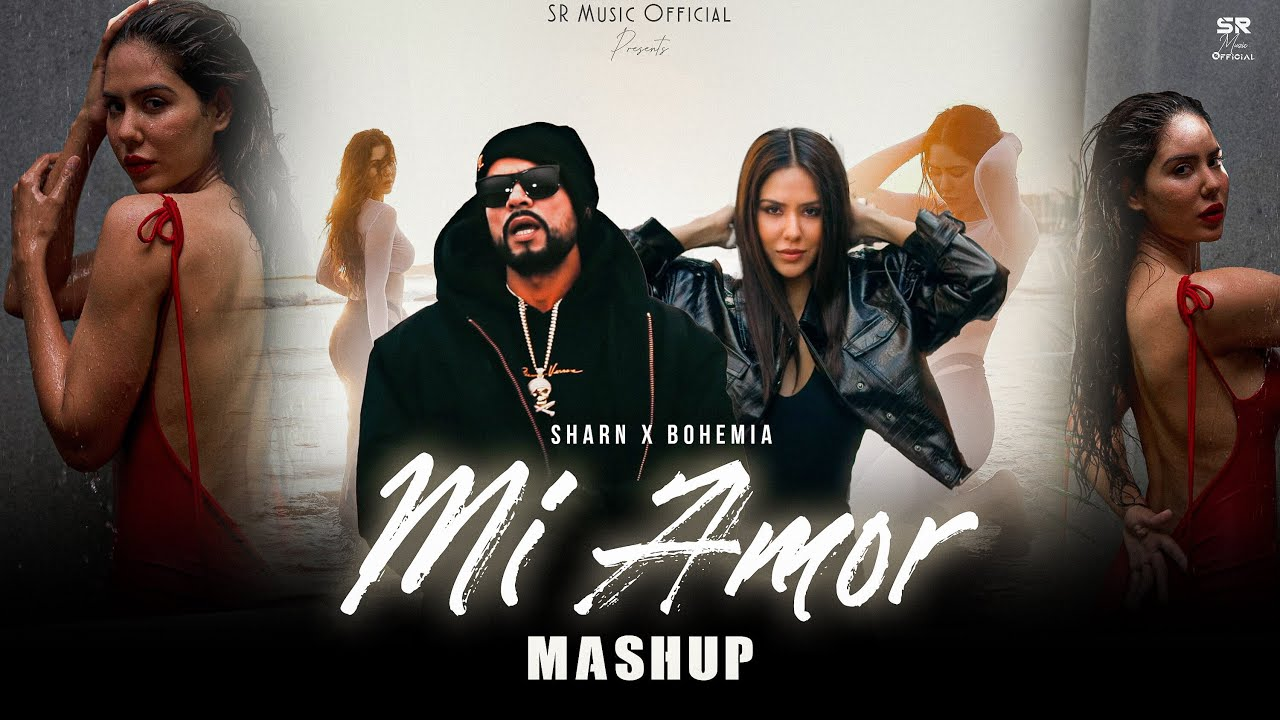 SR Music Official
Presents
SR
Music
Official
SHARN X BOHEMIA
Mi Amor
MASHUP